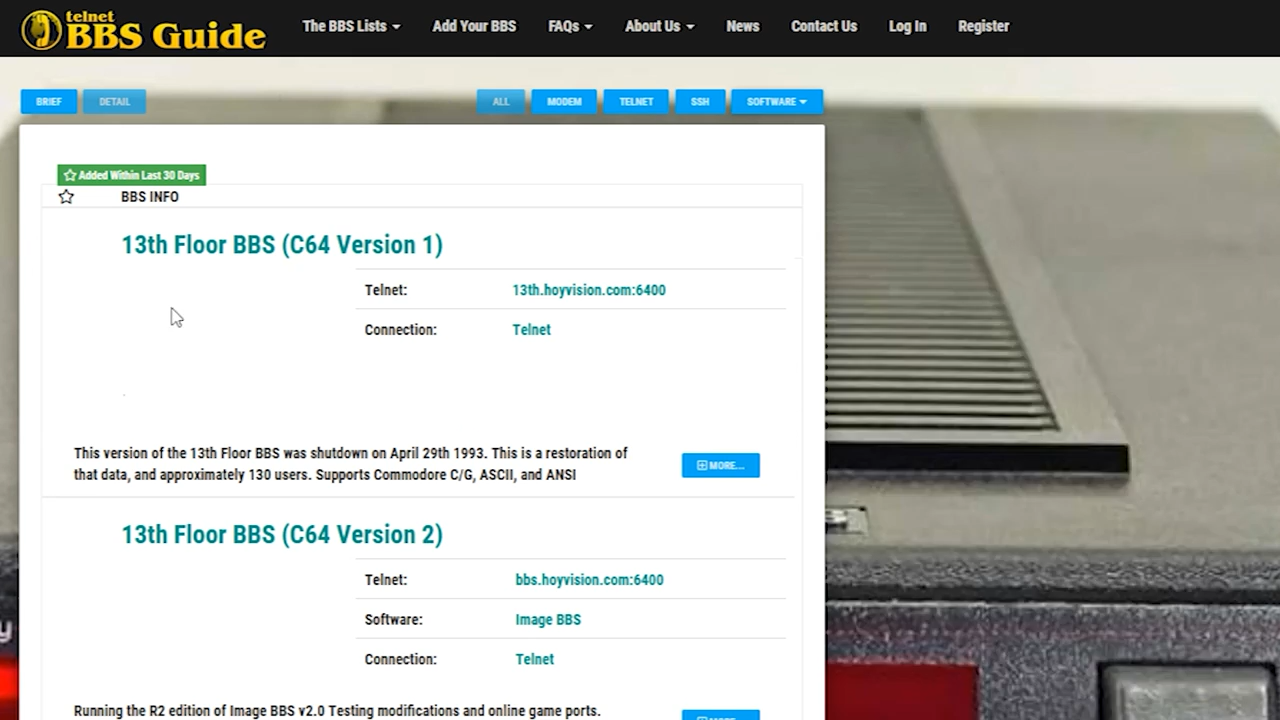 telnet
BBS Guide
The BBS Lists
Add Your BBS
FAQs
About Us
News
Contact Us
Log In
Register
BRIEF
DETAIL
ALL
MODEM
TELNET
SSH
SOFTWARE
Added Within Last 30 Days
BBS INFO
13th Floor BBS (C64 Version 1)
Telnet: 13th.hoyvision.com:6400
Connection: Telnet
This version of the 13th Floor BBS was shutdown on April 29th 1993. This is a restoration of
that data, and approximately 130 users. Supports Commodore C/G, ASCII, and ANSI
MORE...
13th Floor BBS (C64 Version 2)
Telnet: bbs.hoyvision.com:6400
Software: Image BBS
Connection: Telnet
Running the R2 edition of Image BBS v2.0 Testing modifications and online game ports.